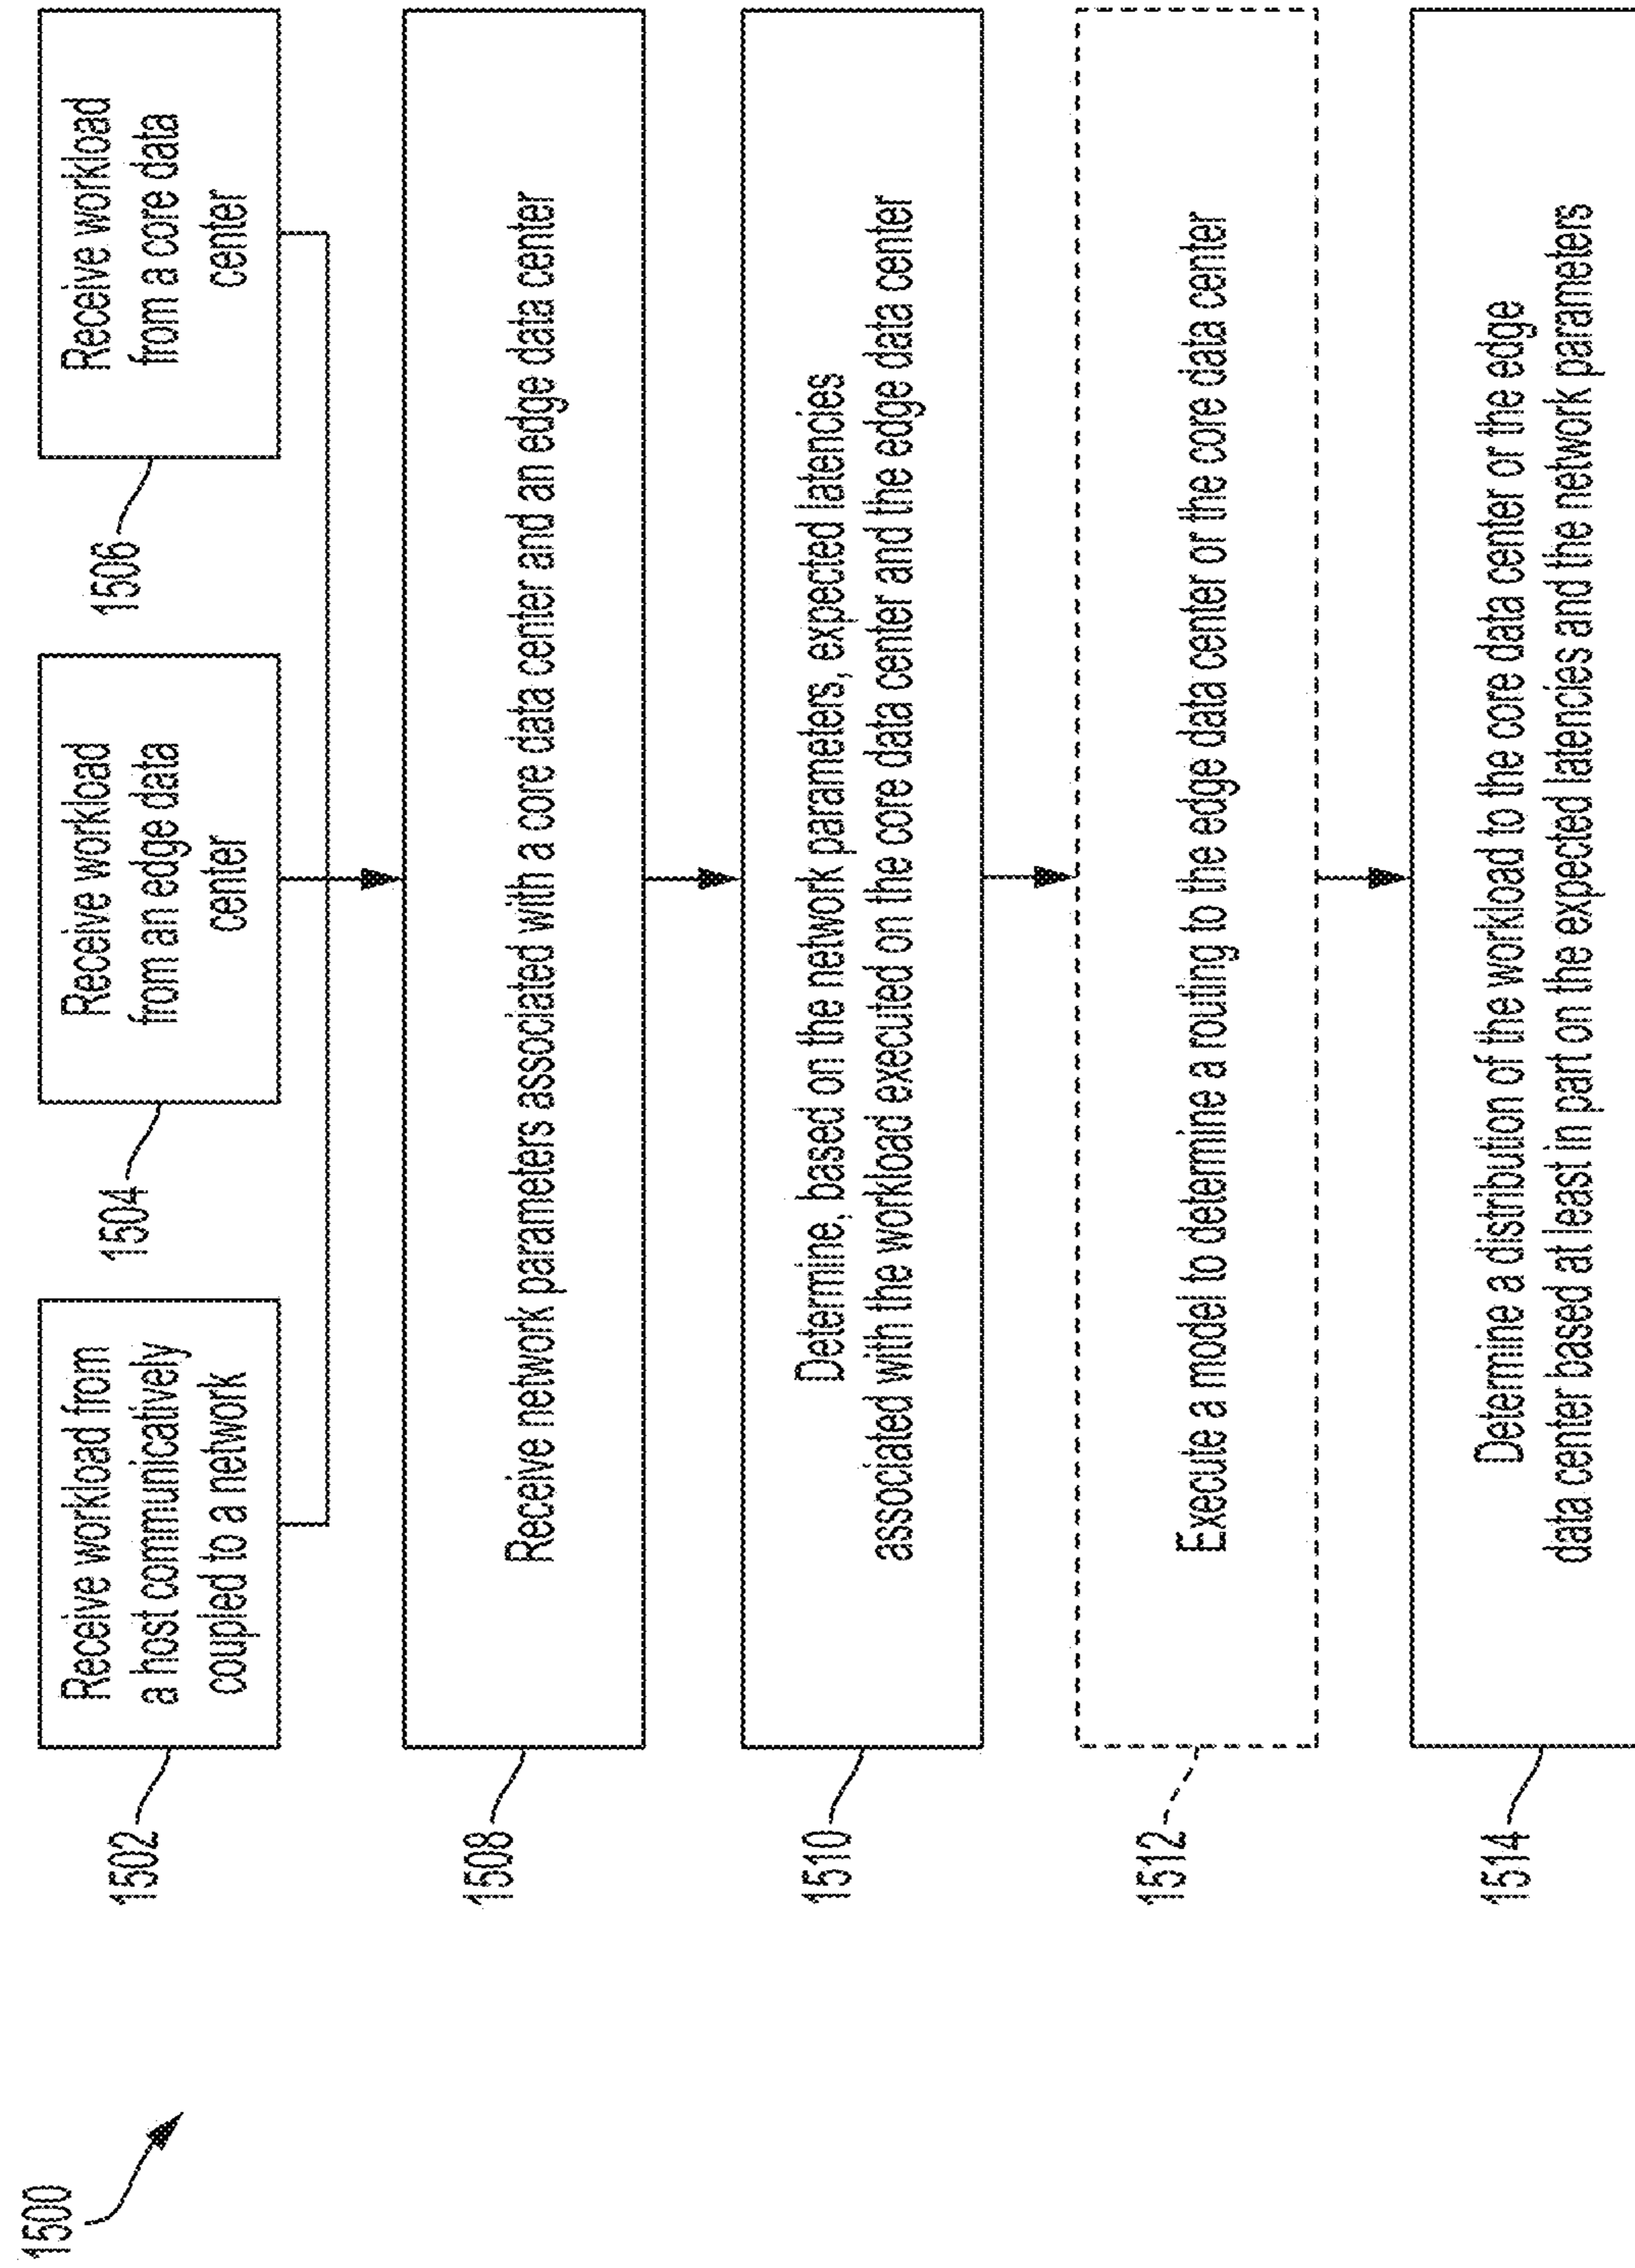 1500
1502
Receive workload from
a host communicatively
coupled to a network
1504
Receive workload
from an edge data
center
1506
Receive workload
from a core data
center
1508
Receive network parameters associated with a core data center and an edge data center
1510
Determine, based on the network parameters, expected latencies
associated with the workload executed on the core data center and the edge data center
1512
Execute a model to determine a routing to the edge data center or the core data center
1514
Determine a distribution of the workload to the core data center or the edge
data center based at least in part on the expected latencies and the network parameters